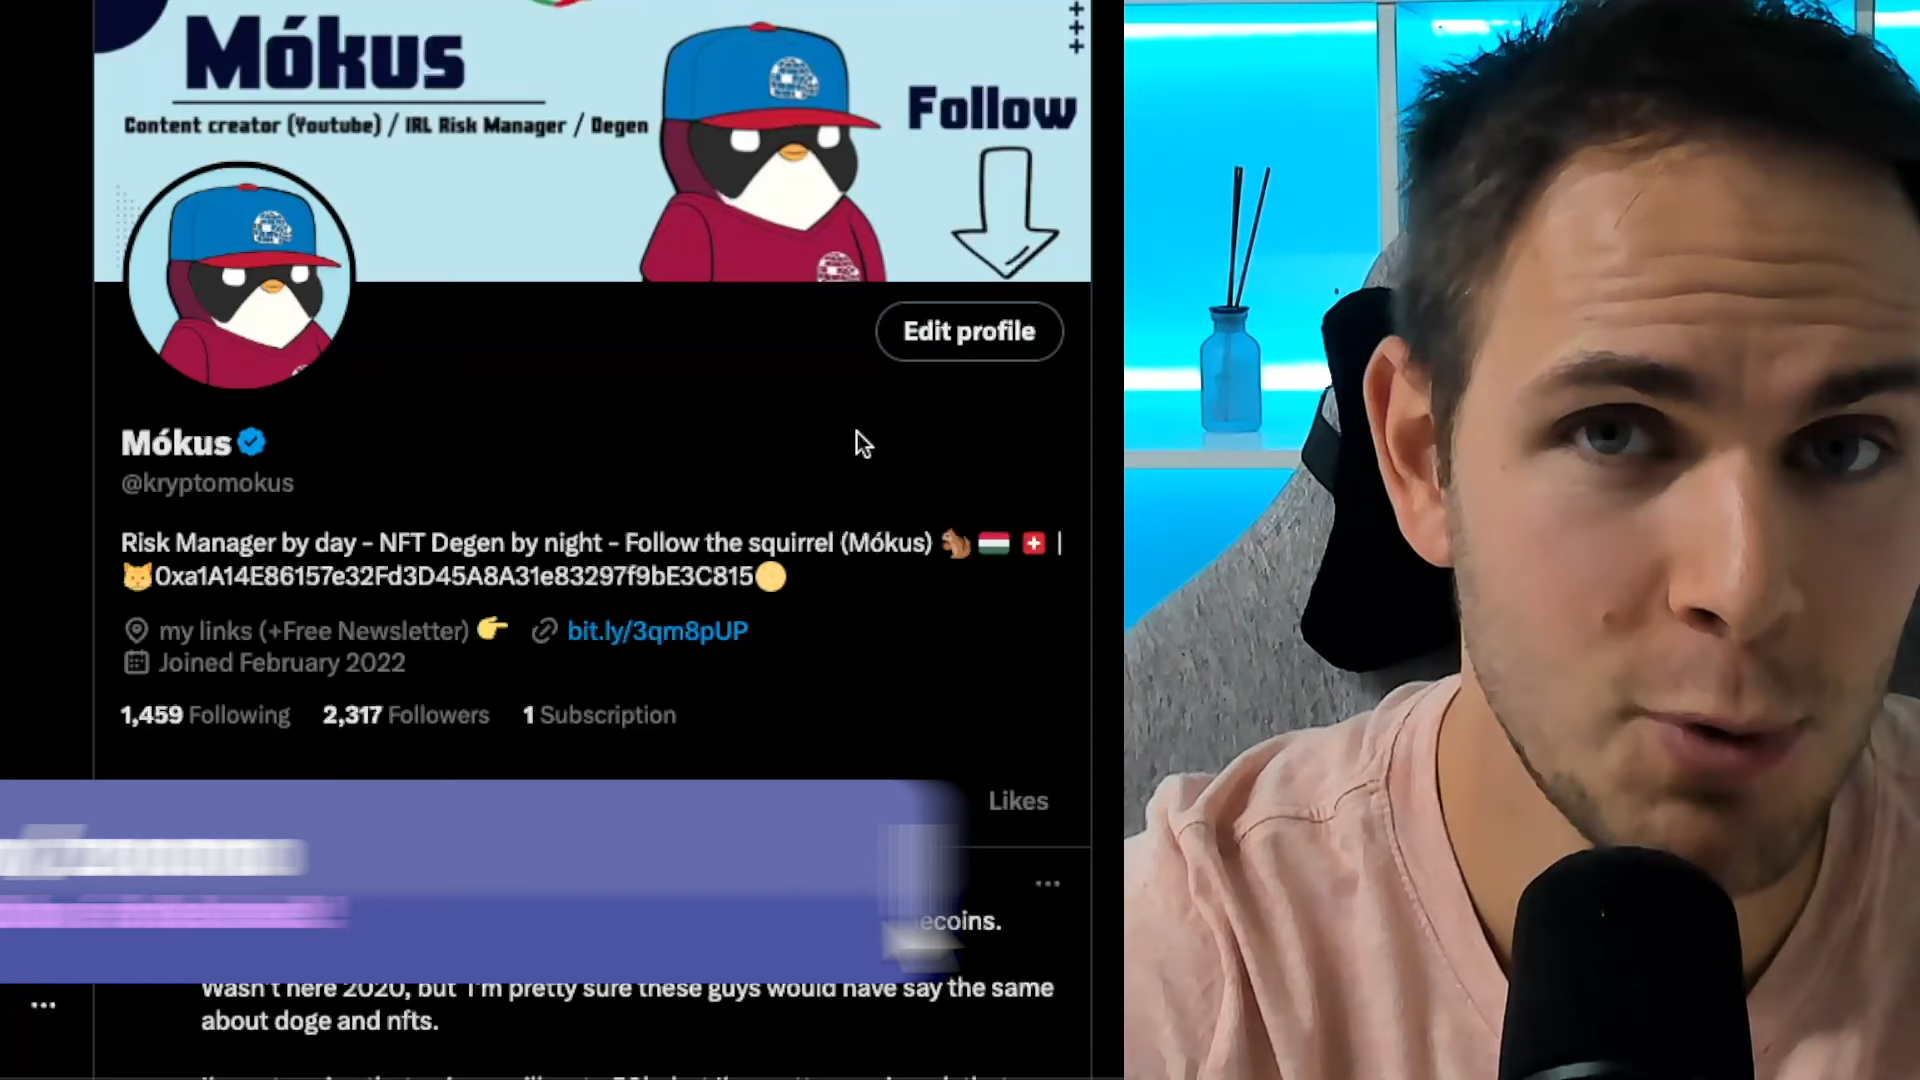 Mókus
Content creator (Youtube) / IRL Risk Manager / Degen
Follow
Edit profile
Mókus
@kryptomokus
Risk Manager by day - NFT Degen by night - Follow the squirrel (Mókus) 🐿️ 🇭🇺 🇨🇭 |
🐱0xa1A14E86157e32Fd3D45A8A31e83297f9bE3C815🌕
my links (+Free Newsletter) 👉 bit.ly/3qm8pUP
Joined February 2022
1,459 Following 2,317 Followers 1 Subscription
Likes
ecoins.
Wasn't here 2020, but I'm pretty sure these guys would have say the same
about doge and nfts.